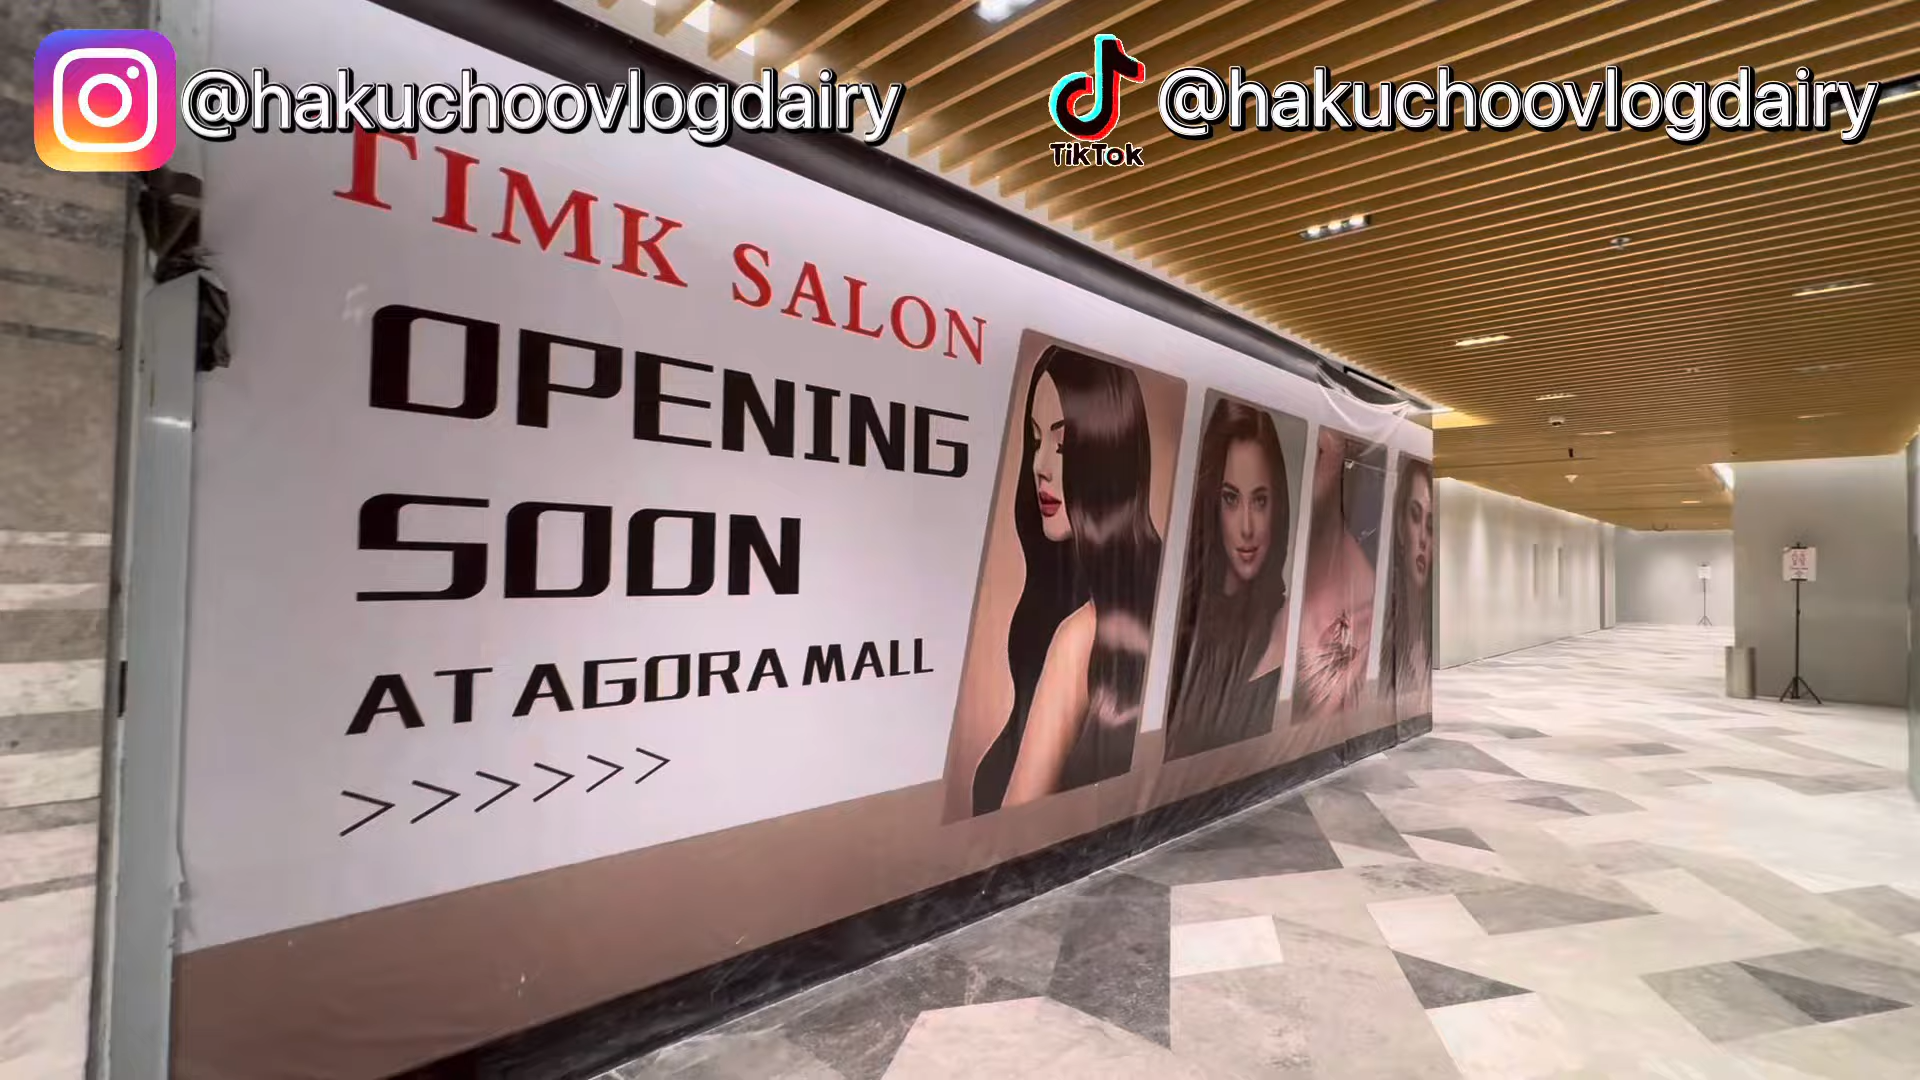 @hakuchoovlogdairy
TikTok
@hakuchoovlogdairy
TIMK SALON
OPENING
SOON
AT AGORA MALL
>>>>>>